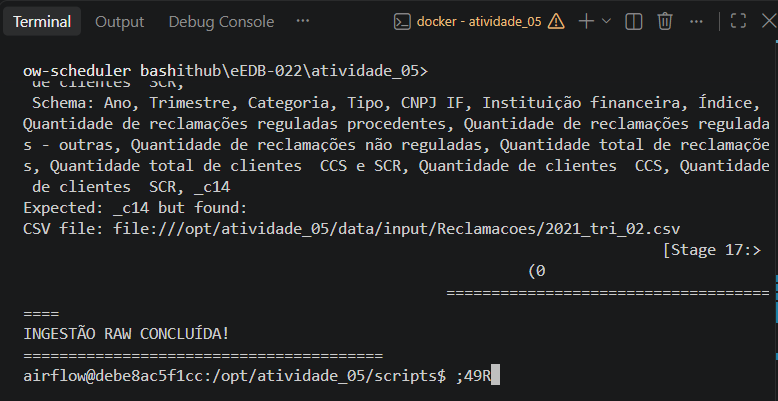 Terminal Output Debug Console ··· docker - atividade_05
ow-scheduler bashithub\eEDB-022\atividade_05>
de clientes  SCR,
Schema: Ano, Trimestre, Categoria, Tipo, CNPJ IF, Instituição financeira, Índice,
Quantidade de reclamações reguladas procedentes, Quantidade de reclamações regulada
s - outras, Quantidade de reclamações não reguladas, Quantidade total de reclamaçõe
s, Quantidade total de clientes  CCS e SCR, Quantidade de clientes  CCS, Quantidade
de clientes  SCR, _c14
Expected: _c14 but found:
CSV file: file:///opt/atividade_05/data/input/Reclamacoes/2021_tri_02.csv
[Stage 17:>
(0
====================================
====
INGESTÃO RAW CONCLUÍDA!
========================================
airflow@debe8ac5f1cc:/opt/atividade_05/scripts$ ;49R